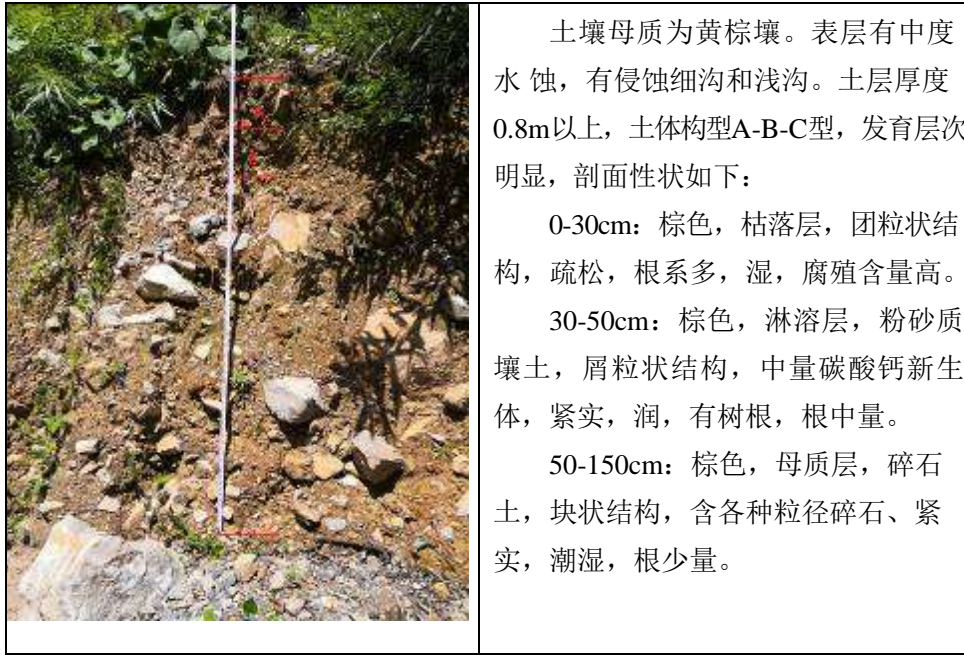 土壤母质为黄棕壤。表层有中度
水 蚀，有侵蚀细沟和浅沟。土层厚度
0.8m以上，土体构型A-B-C型，发育层次
明显，剖面性状如下：
0-30cm：棕色，枯落层，团粒状结
构，疏松，根系多，湿，腐殖含量高。
30-50cm：棕色，淋溶层，粉砂质
壤土，屑粒状结构，中量碳酸钙新生
体，紧实，润，有树根，根中量。
50-150cm：棕色，母质层，碎石
土，块状结构，含各种粒径碎石、紧
实，潮湿，根少量。